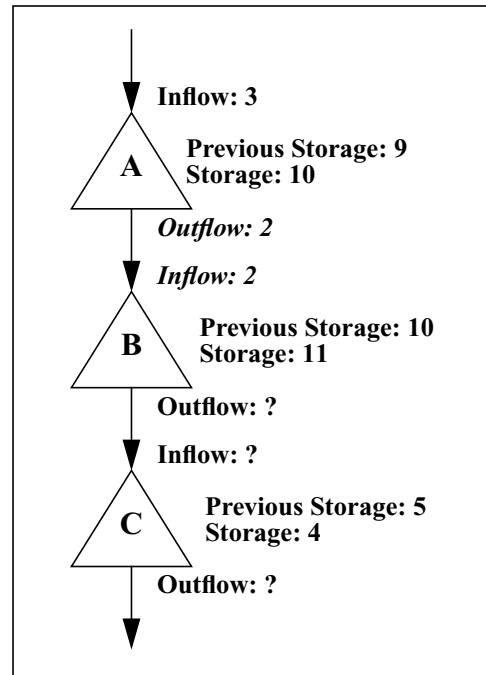 Inflow: 3
A
Previous Storage: 9
Storage: 10
Outflow: 2
Inflow: 2
B
Previous Storage: 10
Storage: 11
Outflow: ?
Inflow: ?
C
Previous Storage: 5
Storage: 4
Outflow: ?